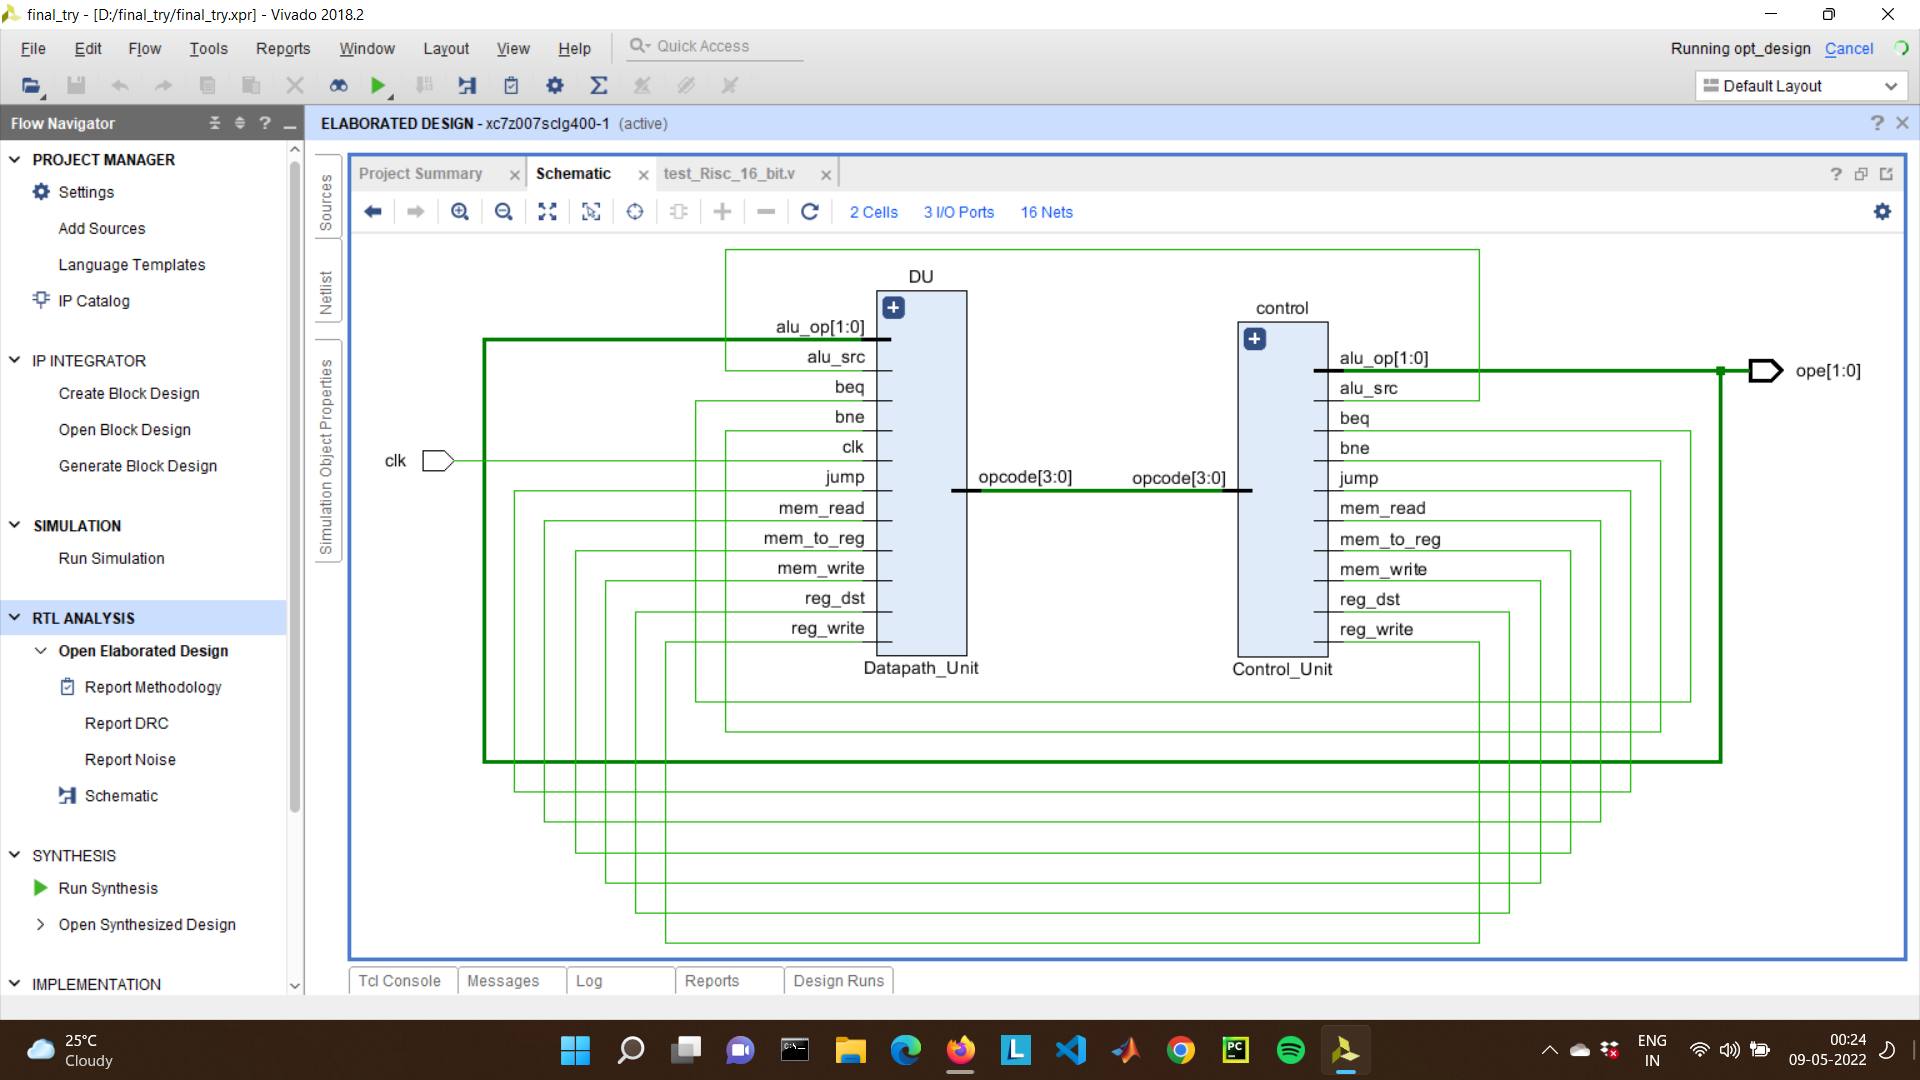 final_try - [D:/final_try/final_try.xpr] - Vivado 2018.2
File Edit Flow Tools Reports Window Layout View Help Quick Access
Running opt_design Cancel
Default Layout
Flow Navigator
ELABORATED DESIGN - xc7z007sclg400-1 (active)
PROJECT MANAGER
Settings
Add Sources
Language Templates
IP Catalog
IP INTEGRATOR
Create Block Design
Open Block Design
Generate Block Design
SIMULATION
Run Simulation
RTL ANALYSIS
Open Elaborated Design
Report Methodology
Report DRC
Report Noise
Schematic
SYNTHESIS
Run Synthesis
Open Synthesized Design
IMPLEMENTATION
Sources
Netlist
Simulation Object Properties
Project Summary
Schematic
test_Risc_16_bit.v
2 Cells 3 I/O Ports 16 Nets
DU
alu_op[1:0]
alu_src
beq
bne
clk
jump
mem_read
mem_to_reg
mem_write
reg_dst
reg_write
Datapath_Unit
clk
opcode[3:0]
opcode[3:0]
control
alu_op[1:0]
alu_src
beq
bne
jump
mem_read
mem_to_reg
mem_write
reg_dst
reg_write
Control_Unit
ope[1:0]
Tcl Console
Messages
Log
Reports
Design Runs
25°C
Cloudy
C:\_
L
PC
ENG
IN
00:24
09-05-2022